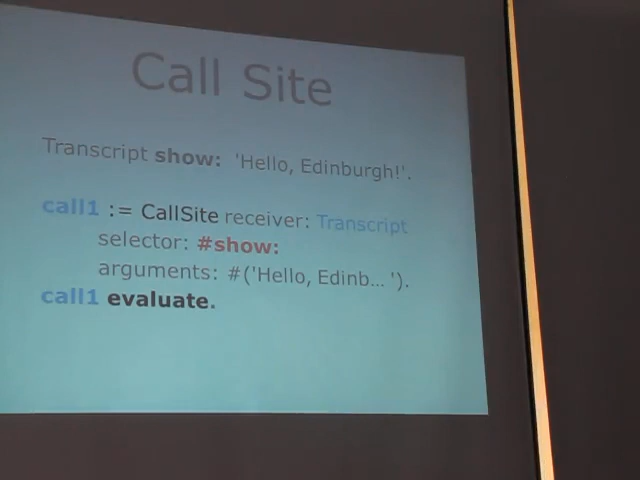 Call Site
Transcript show: 'Hello, Edinburgh!'.
call1 := CallSite receiver: Transcript
selector: #show:
arguments: #('Hello, Edinb... ').
call1 evaluate.